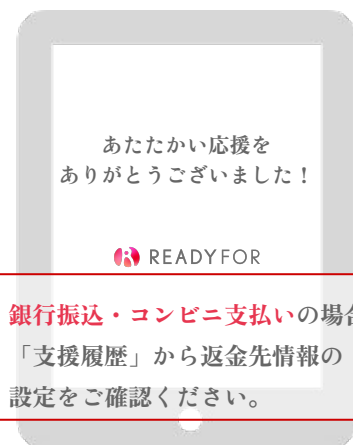 あたたかい応援を
ありがとうございました！
READYFOR
銀行振込・コンビニ支払いの場合
「支援履歴」から返金先情報の
設定をご確認ください。